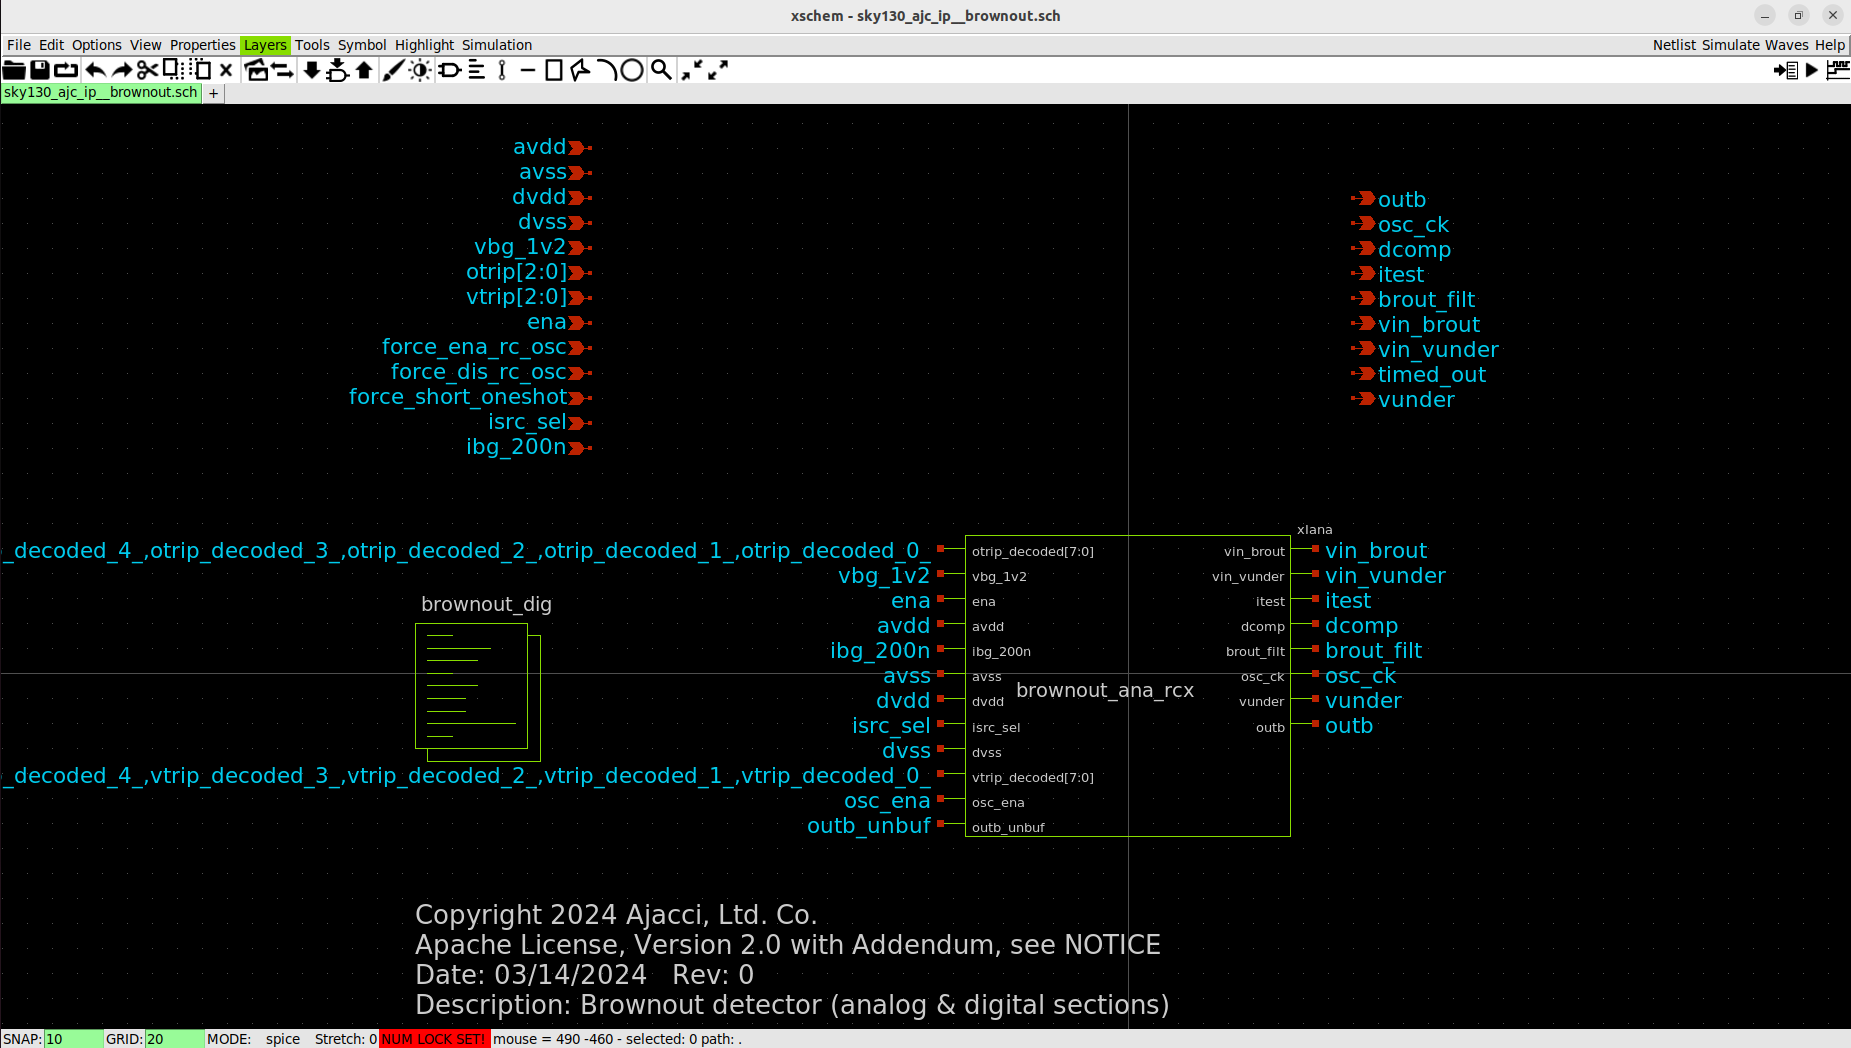 xschem - sky130_ajc_ip__brownout.sch
File Edit Options View Properties Layers Tools Symbol Highlight Simulation Netlist Simulate Waves Help
sky130_ajc_ip__brownout.sch +
avdd
avss
dvdd
dvss
vbg_1v2
otrip[2:0]
vtrip[2:0]
ena
force_ena_rc_osc
force_dis_rc_osc
force_short_oneshot
isrc_sel
ibg_200n
outb
osc_ck
dcomp
itest
brout_filt
vin_brout
vin_vunder
timed_out
vunder
xIana
_decoded_4_,otrip_decoded_3_,otrip_decoded_2_,otrip_decoded_1_,otrip_decoded_0_
vbg_1v2
ena
avdd
ibg_200n
avss
dvdd
isrc_sel
dvss
_decoded_4_,vtrip_decoded_3_,vtrip_decoded_2_,vtrip_decoded_1_,vtrip_decoded_0_
osc_ena
outb_unbuf
brownout_dig
otrip_decoded[7:0]
vbg_1v2
ena
avdd
ibg_200n
avss
dvdd
isrc_sel
dvss
vtrip_decoded[7:0]
osc_ena
outb_unbuf
brownout_ana_rcx
vin_brout
vin_vunder
itest
dcomp
brout_filt
osc_ck
vunder
outb
vin_brout
vin_vunder
itest
dcomp
brout_filt
osc_ck
vunder
outb
Copyright 2024 Ajacci, Ltd. Co.
Apache License, Version 2.0 with Addendum, see NOTICE
Date: 03/14/2024 Rev: 0
Description: Brownout detector (analog & digital sections)
SNAP: 10 GRID: 20 MODE: spice Stretch: 0 NUM LOCK SET! mouse = 490 -460 - selected: 0 path: .